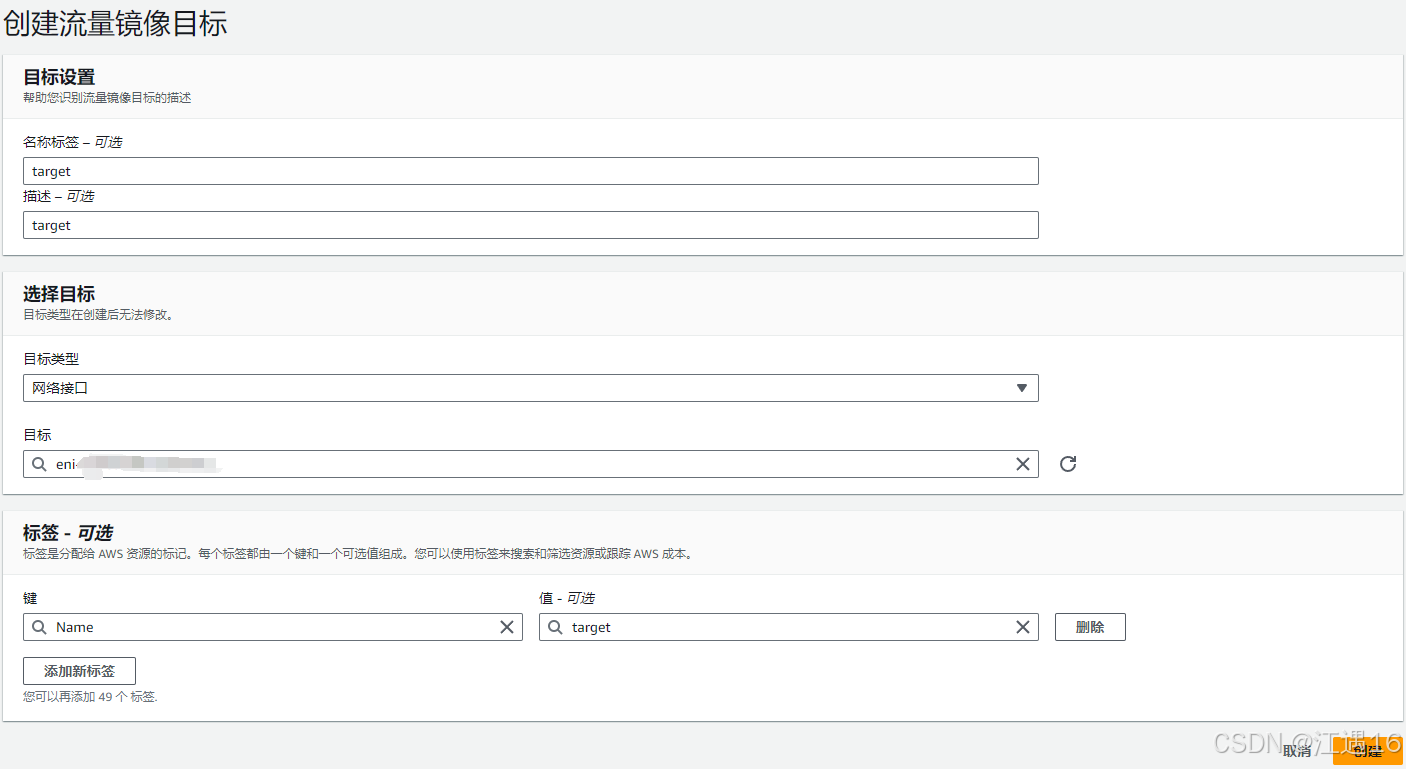 创建流量镜像目标
目标设置
帮助您识别流量镜像目标的描述
名称标签 – 可选
target
描述 – 可选
target
选择目标
目标类型在创建后无法修改。
目标类型
网络接口
目标
eni-
标签 - 可选
标签是分配给 AWS 资源的标记。每个标签都由一个键和一个可选值组成。您可以使用标签来搜索和筛选资源或跟踪 AWS 成本。
键
值 - 可选
Name
target
删除
添加新标签
您可以再添加 49 个 标签.
取消
创建
CSDN @江遇16